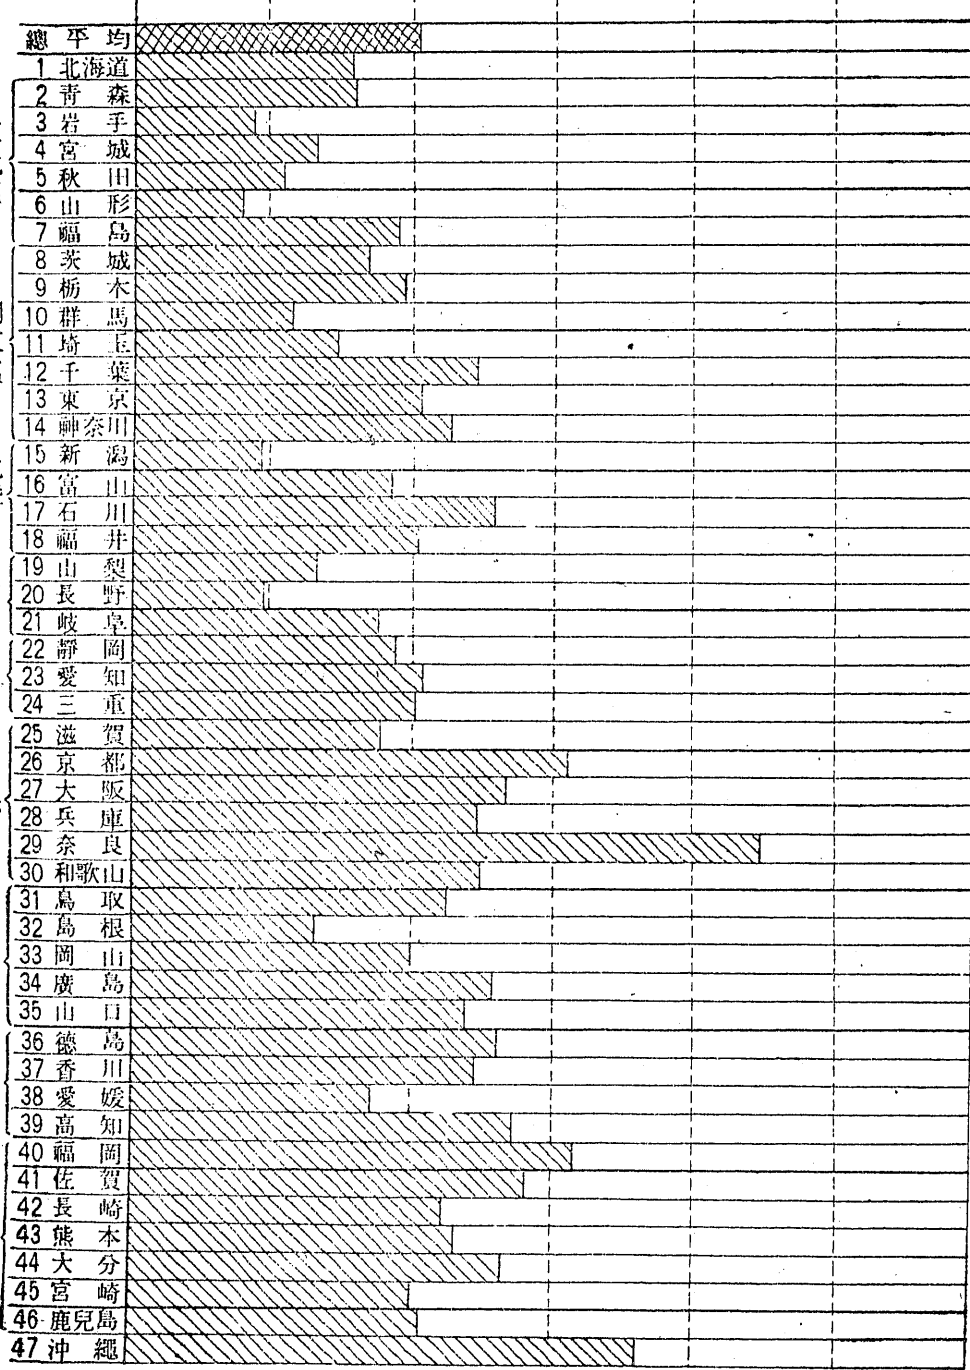 總平均
1 北海道
2 靑森
3 岩手
4 宮城
5 秋田
6 山形
7 福島
8 茨城
9 栃木
10 群馬
11 埼玉
12 千葉
13 東京
14 神奈川
15 新潟
16 富山
17 石川
18 福井
19 山梨
20 長野
21 岐阜
22 靜岡
23 愛知
24 三重
25 滋賀
26 京都
27 大阪
28 兵庫
29 奈良
30 和歌山
31 鳥取
32 島根
33 岡山
34 廣島
35 山口
36 德島
37 香川
38 愛媛
39 高知
40 福岡
41 佐賀
42 長崎
43 熊本
44 大分
45 宮崎
46 鹿兒島
47 沖繩